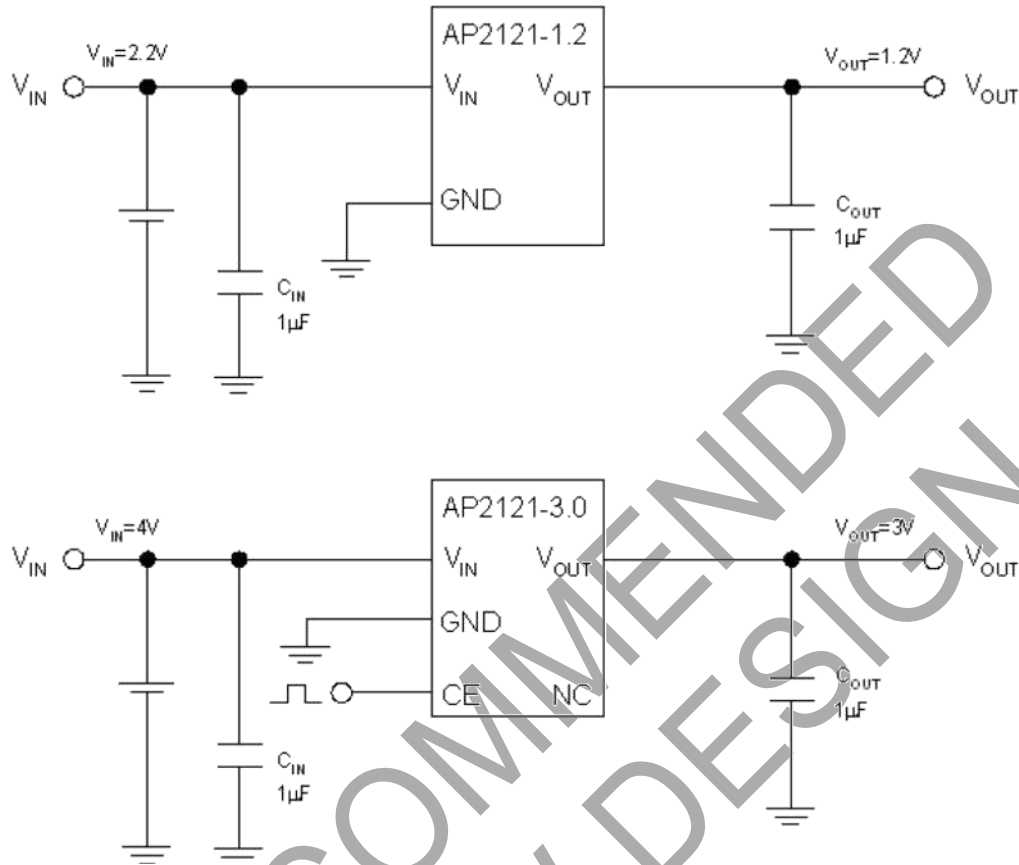 AP2121-1.2
V_IN=2.2V
V_OUT=1.2V
V_IN
V_IN
V_OUT
V_OUT
GND
C_OUT
1µF
C_IN
1µF
AP2121-3.0
V_IN=4V
V_OUT=3V
V_IN
V_IN
V_OUT
V_OUT
GND
CE
NC
C_OUT
1µF
C_IN
1µF
COMMENDED
DESIGN